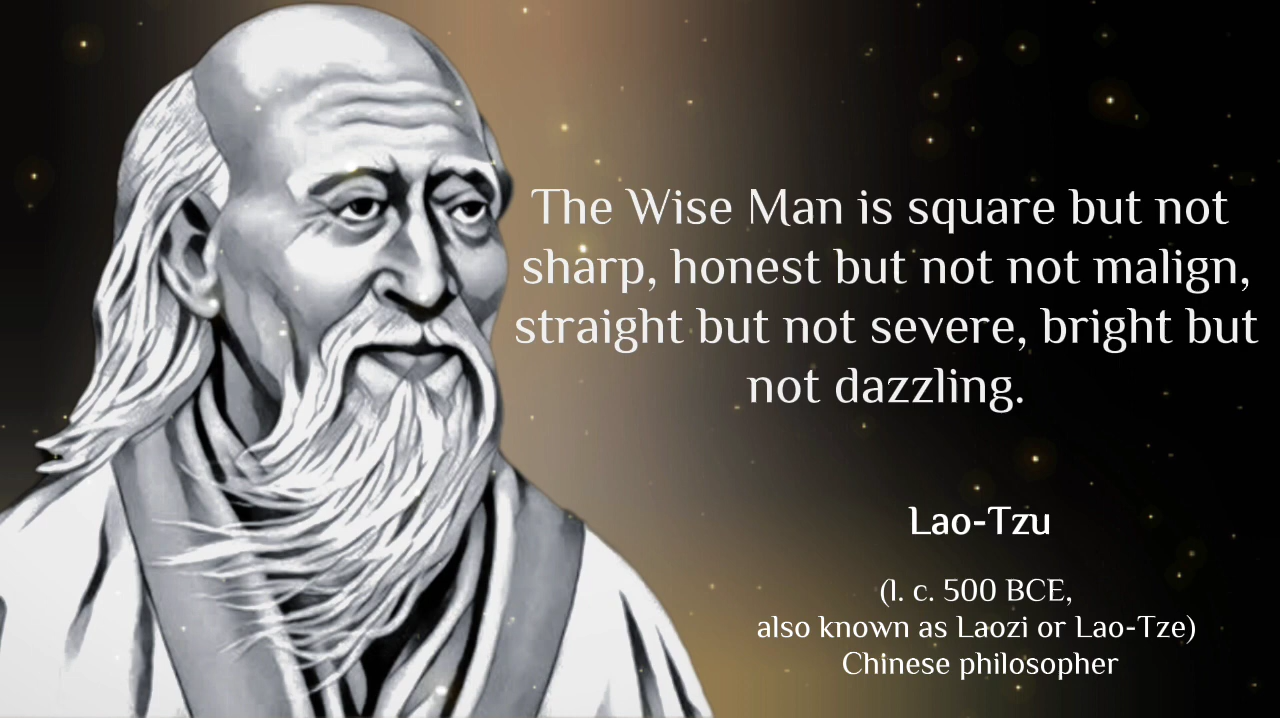 The Wise Man is square but not
sharp, honest but not not malign,
straight but not severe, bright but
not dazzling.
Lao-Tzu
(l. c. 500 BCE,
also known as Laozi or Lao-Tze)
Chinese philosopher